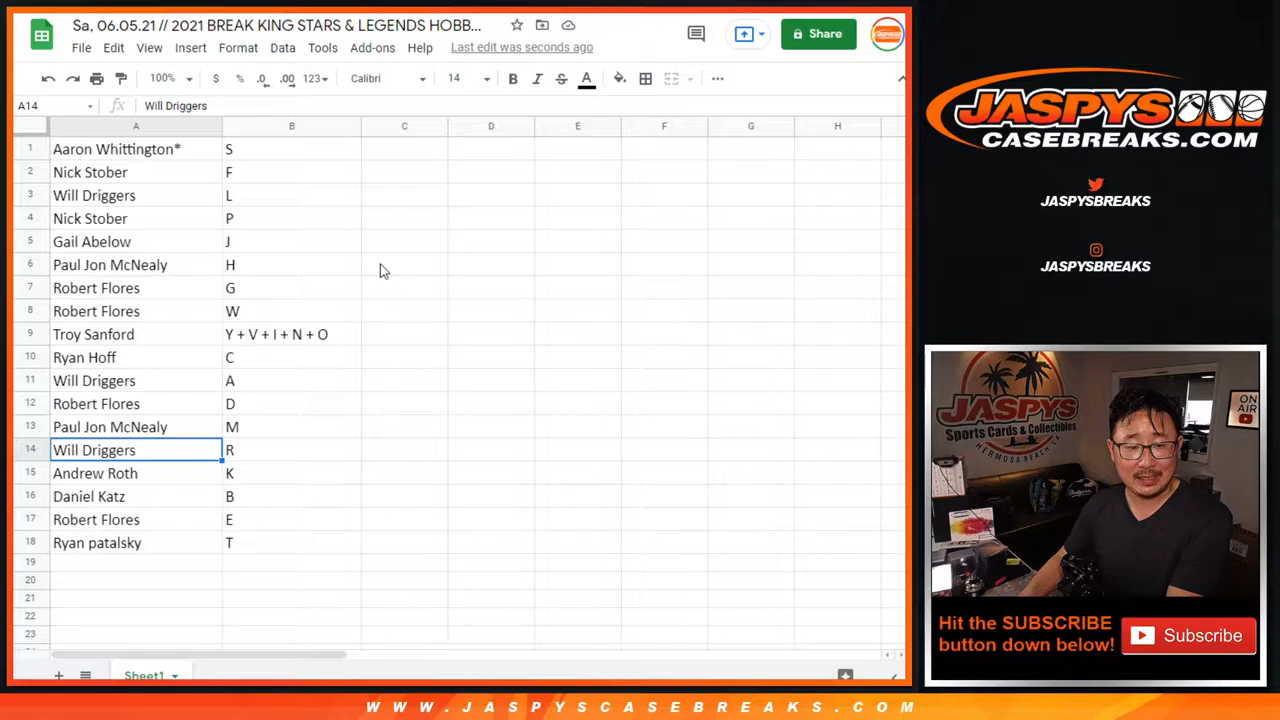 Sa, 06.05.21 // 2021 BREAK KING STARS & LEGENDS HOBB...
File Edit View Insert Format Data Tools Add-ons Help Last edit was seconds ago
Share
100% $ % .0 .00 123 Calibri 14 B I S A
A14 fx Will Driggers
A B C D E F G H
1 Aaron Whittington* S
2 Nick Stober F
3 Will Driggers L
4 Nick Stober P
5 Gail Abelow J
6 Paul Jon McNealy H
7 Robert Flores G
8 Robert Flores W
9 Troy Sanford Y + V + I + N + O
10 Ryan Hoff C
11 Will Driggers A
12 Robert Flores D
13 Paul Jon McNealy M
14 Will Driggers R
15 Andrew Roth K
16 Daniel Katz B
17 Robert Flores E
18 Ryan patalsky T
19
20
21
22
23
Sheet1
JASPYS
CASEBREAKS.COM
JASPYSBREAKS
JASPYSBREAKS
JASPYS
Sports Cards & Collectibles
HERMOSA BEACH
ON
AIR
Hit the SUBSCRIBE
button down below!
Subscribe
WWW.JASPYSCASEBREAKS.COM